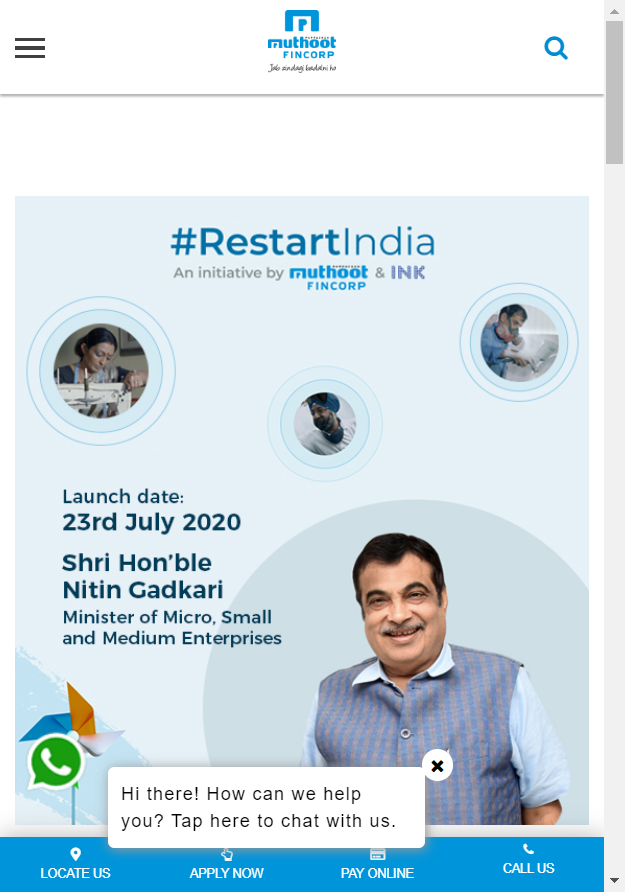 muthoot
FINCORP
Jab zindagi badalni ho
#RestartIndia
An initiative by muthoot FINCORP & INK
Launch date:
23rd July 2020
Shri Hon'ble
Nitin Gadkari
Minister of Micro, Small
and Medium Enterprises
Hi there! How can we help
you? Tap here to chat with us.
LOCATE US
APPLY NOW
PAY ONLINE
CALL US